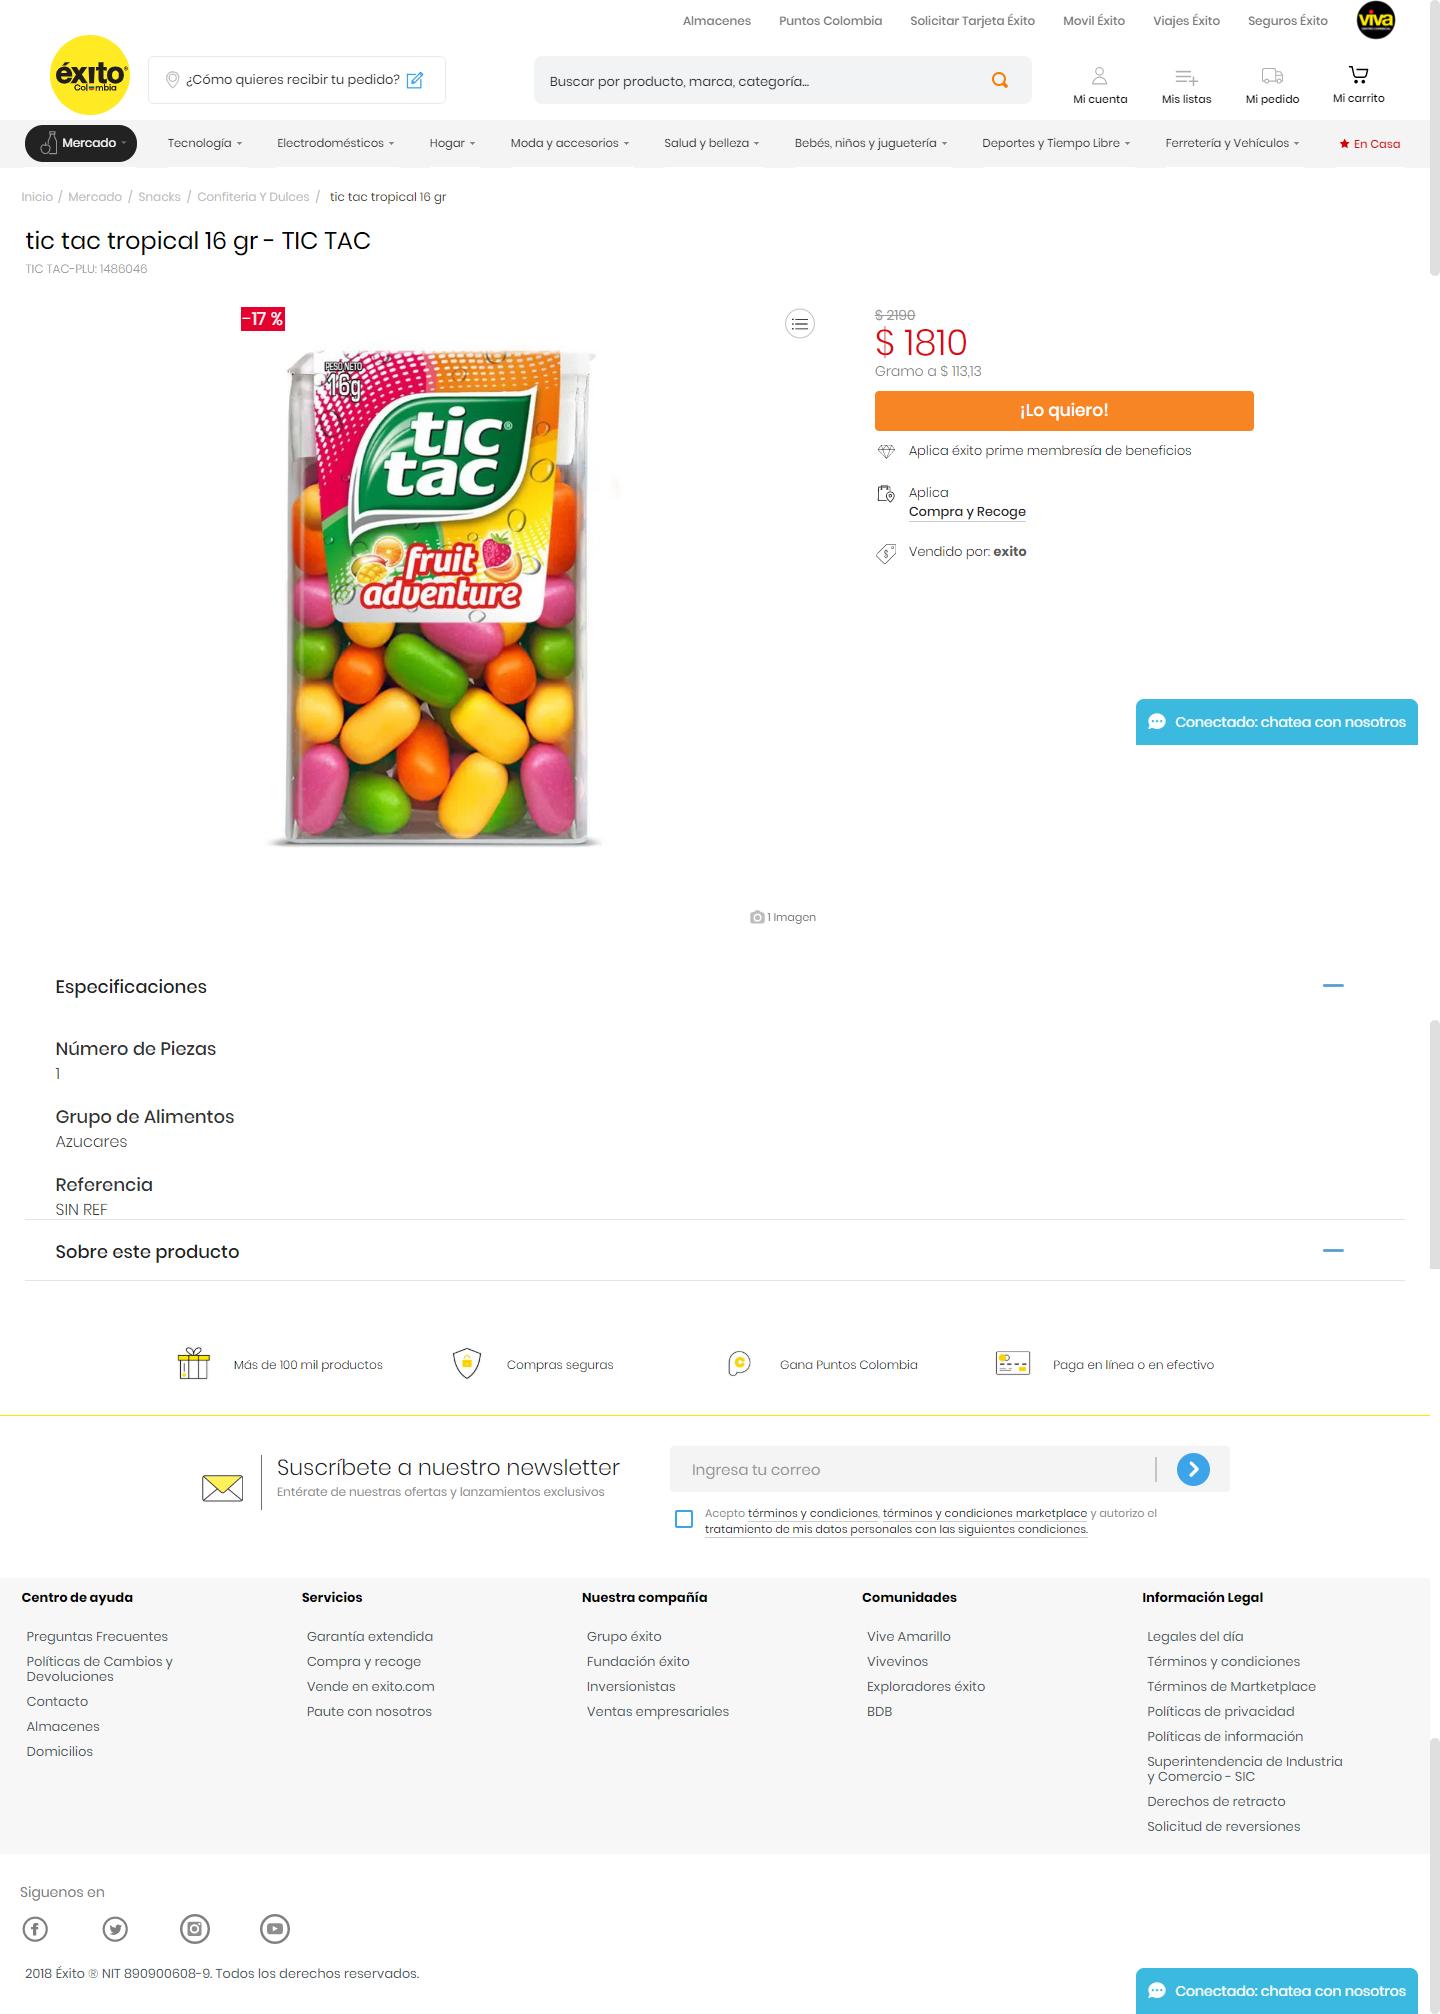 Almacenes Puntos Colombia Solicitar Tarjeta Éxito Movil Éxito Viajes Éxito Seguros Éxito viva
éxito
Colombia
¿Cómo quieres recibir tu pedido?
Buscar por producto, marca, categoría...
Mi cuenta Mis listas Mi pedido Mi carrito
Mercado Tecnología Electrodomésticos Hogar Moda y accesorios Salud y belleza Bebés, niños y juguetería Deportes y Tiempo Libre Ferretería y Vehículos En Casa
Inicio / Mercado / Snacks / Confiteria Y Dulces / tic tac tropical 16 gr
tic tac tropical 16 gr - TIC TAC
TIC TAC-PLU: 1486046
-17 %
PESO NETO
16g
tic®
tac
fruit
adventure
1 Imagen
$ 2190
$ 1810
Gramo a $ 113,13
¡Lo quiero!
Aplica éxito prime membresía de beneficios
Aplica
Compra y Recoge
Vendido por: exito
Conectado: chatea con nosotros
Especificaciones
Número de Piezas
1
Grupo de Alimentos
Azucares
Referencia
SIN REF
Sobre este producto
Más de 100 mil productos Compras seguras Gana Puntos Colombia Paga en línea o en efectivo
Suscríbete a nuestro newsletter
Entérate de nuestras ofertas y lanzamientos exclusivos
Ingresa tu correo
Acepto términos y condiciones, términos y condiciones marketplace y autorizo el
tratamiento de mis datos personales con las siguientes condiciones.
Centro de ayuda
Preguntas Frecuentes
Políticas de Cambios y
Devoluciones
Contacto
Almacenes
Domicilios
Servicios
Garantía extendida
Compra y recoge
Vende en exito.com
Paute con nosotros
Nuestra compañía
Grupo éxito
Fundación éxito
Inversionistas
Ventas empresariales
Comunidades
Vive Amarillo
Vivevinos
Exploradores éxito
BDB
Información Legal
Legales del día
Términos y condiciones
Términos de Martketplace
Políticas de privacidad
Políticas de información
Superintendencia de Industria
y Comercio - SIC
Derechos de retracto
Solicitud de reversiones
Siguenos en
2018 Éxito ® NIT 890900608-9. Todos los derechos reservados.
Conectado: chatea con nosotros